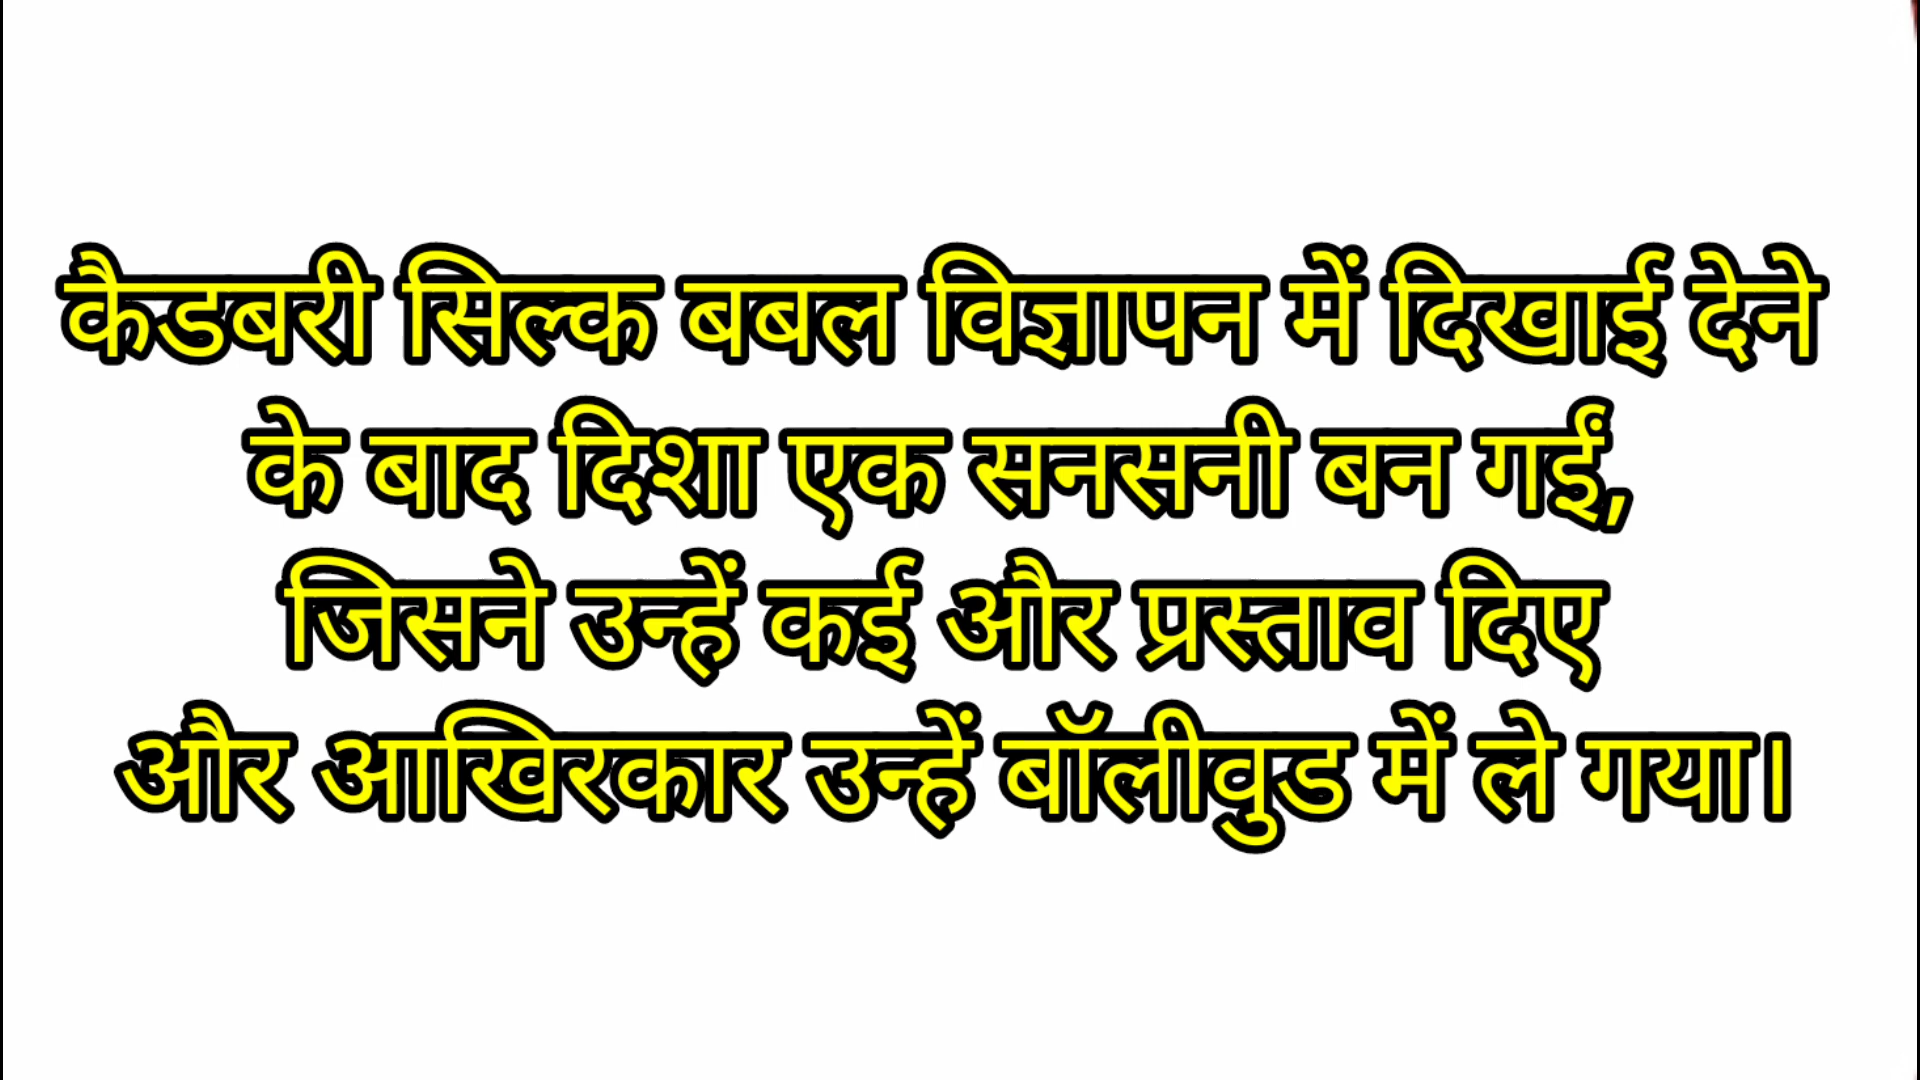 कैडबरी सिल्क बबल विज्ञापन में दिखाई देने
के बाद दिशा एक सनसनी बन गईं,
जिसने उन्हें कई और प्रस्ताव दिए
और आखिरकार उन्हें बॉलीवुड में ले गया।